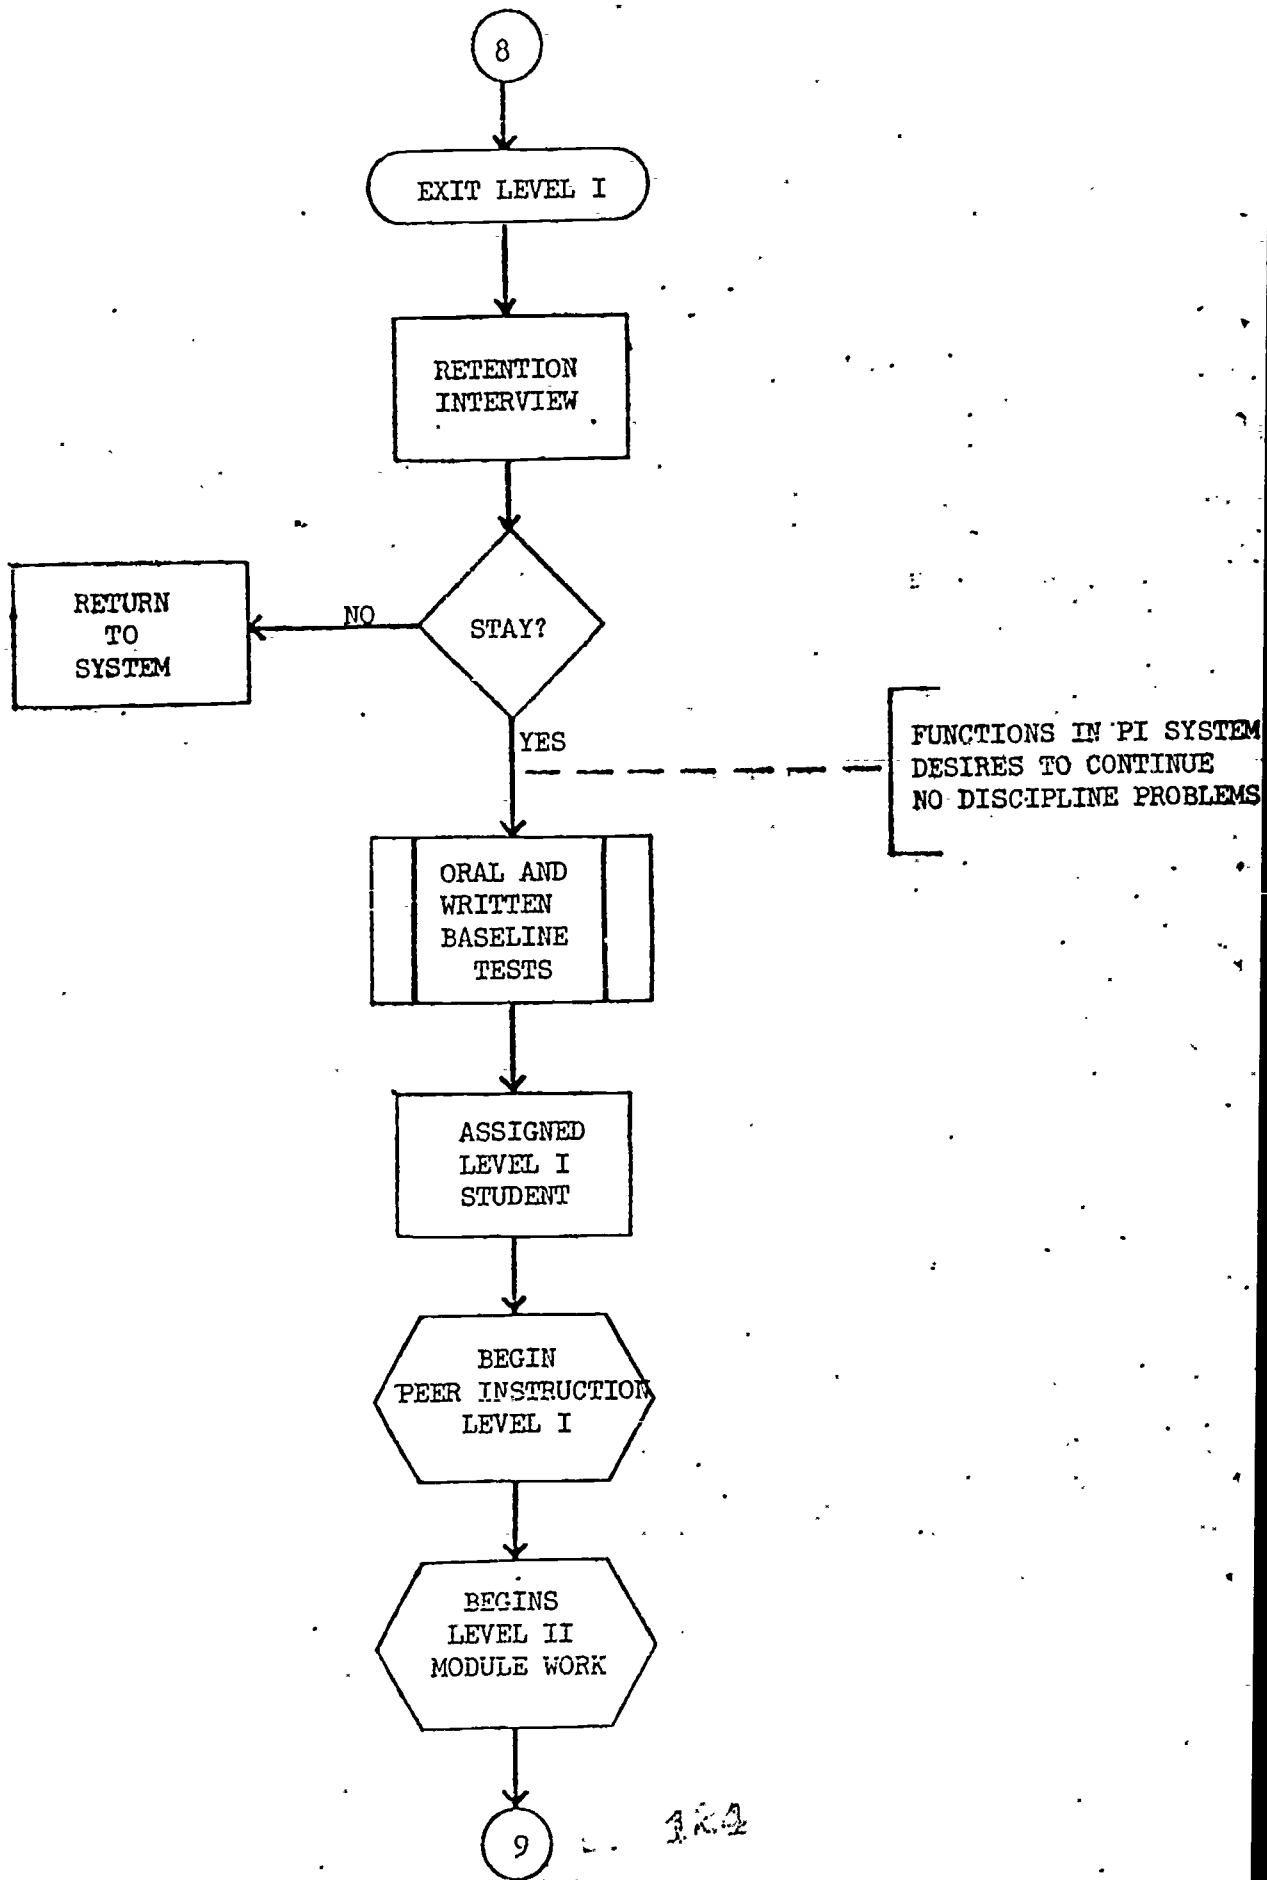 8
EXIT LEVEL I
RETENTION
INTERVIEW
STAY?
NO
RETURN
TO
SYSTEM
YES
FUNCTIONS IN PI SYSTEM
DESIRES TO CONTINUE
NO DISCIPLINE PROBLEMS
ORAL AND
WRITTEN
BASELINE
TESTS
ASSIGNED
LEVEL I
STUDENT
BEGIN
PEER INSTRUCTION
LEVEL I
BEGINS
LEVEL II
MODULE WORK
9